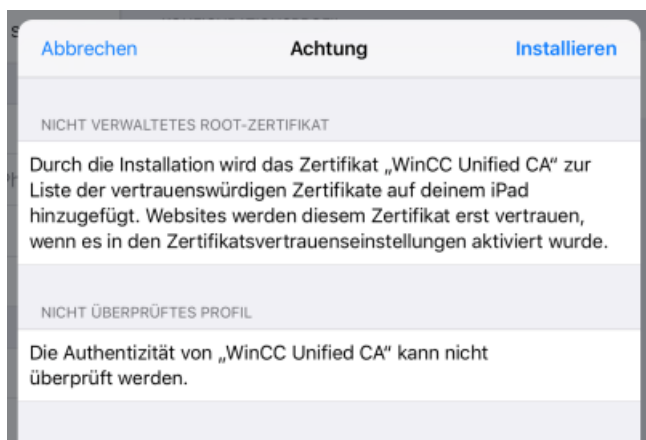 Abbrechen Achtung Installieren
NICHT VERWALTETES ROOT-ZERTIFIKAT
Durch die Installation wird das Zertifikat „WinCC Unified CA“ zur
Liste der vertrauenswürdigen Zertifikate auf deinem iPad
hinzugefügt. Websites werden diesem Zertifikat erst vertrauen,
wenn es in den Zertifikatsvertrauenseinstellungen aktiviert wurde.
NICHT ÜBERPRÜFTES PROFIL
Die Authentizität von „WinCC Unified CA“ kann nicht
überprüft werden.